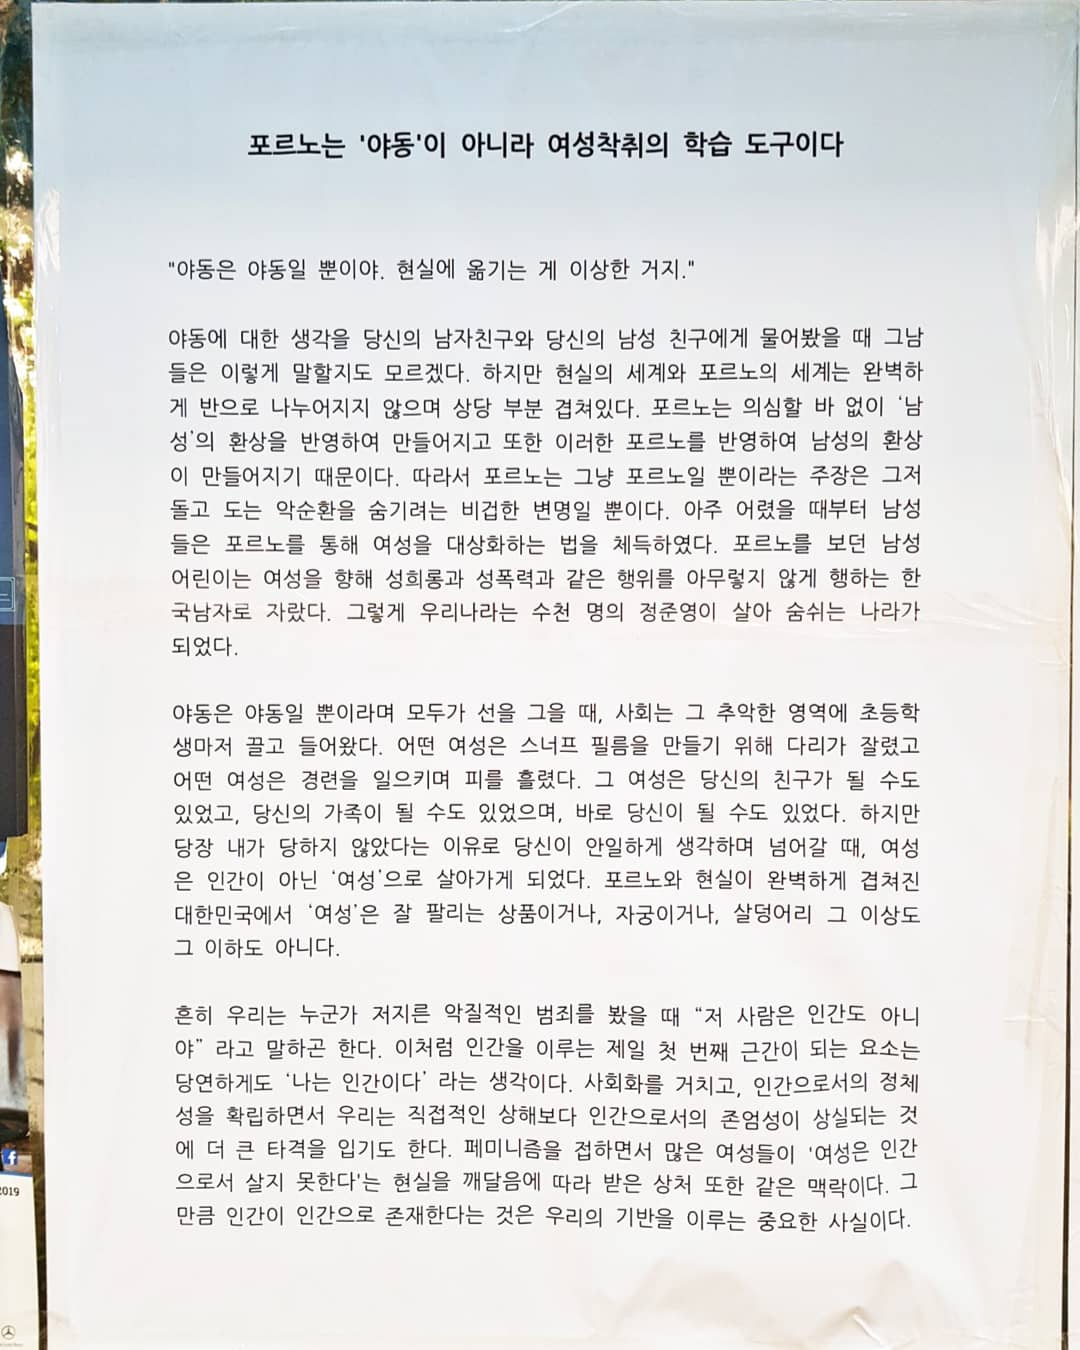 포르노는 '야동'이 아니라 여성착취의 학습 도구이다
"야동은 야동일 뿐이야. 현실에 옮기는 게 이상한 거지."
야동에 대한 생각을 당신의 남자친구와 당신의 남성 친구에게 물어봤을 때 그남
들은 이렇게 말할지도 모르겠다. 하지만 현실의 세계와 포르노의 세계는 완벽하
게 반으로 나누어지지 않으며 상당 부분 겹쳐있다. 포르노는 의심할 바 없이 ‘남
성’의 환상을 반영하여 만들어지고 또한 이러한 포르노를 반영하여 남성의 환상
이 만들어지기 때문이다. 따라서 포르노는 그냥 포르노일 뿐이라는 주장은 그저
돌고 도는 악순환을 숨기려는 비겁한 변명일 뿐이다. 아주 어렸을 때부터 남성
들은 포르노를 통해 여성을 대상화하는 법을 체득하였다. 포르노를 보던 남성
어린이는 여성을 향해 성희롱과 성폭력과 같은 행위를 아무렇지 않게 행하는 한
국남자로 자랐다. 그렇게 우리나라는 수천 명의 정준영이 살아 숨쉬는 나라가
되었다.
야동은 야동일 뿐이라며 모두가 선을 그을 때, 사회는 그 추악한 영역에 초등학
생마저 끌고 들어왔다. 어떤 여성은 스너프 필름을 만들기 위해 다리가 잘렸고
어떤 여성은 경련을 일으키며 피를 흘렸다. 그 여성은 당신의 친구가 될 수도
있었고, 당신의 가족이 될 수도 있었으며, 바로 당신이 될 수도 있었다. 하지만
당장 내가 당하지 않았다는 이유로 당신이 안일하게 생각하며 넘어갈 때, 여성
은 인간이 아닌 ‘여성’으로 살아가게 되었다. 포르노와 현실이 완벽하게 겹쳐진
대한민국에서 ‘여성’은 잘 팔리는 상품이거나, 자궁이거나, 살덩어리 그 이상도
그 이하도 아니다.
흔히 우리는 누군가 저지른 악질적인 범죄를 봤을 때 “저 사람은 인간도 아니
야” 라고 말하곤 한다. 이처럼 인간을 이루는 제일 첫 번째 근간이 되는 요소는
당연하게도 ‘나는 인간이다’ 라는 생각이다. 사회화를 거치고, 인간으로서의 정체
성을 확립하면서 우리는 직접적인 상해보다 인간으로서의 존엄성이 상실되는 것
에 더 큰 타격을 입기도 한다. 페미니즘을 접하면서 많은 여성들이 '여성은 인간
으로서 살지 못한다'는 현실을 깨달음에 따라 받은 상처 또한 같은 맥락이다. 그
만큼 인간이 인간으로 존재한다는 것은 우리의 기반을 이루는 중요한 사실이다.
2019